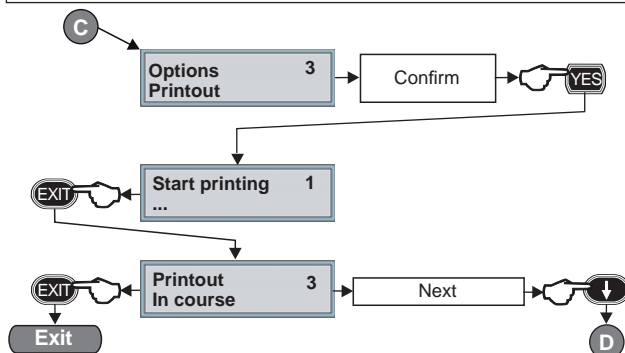 C
Options 3
Printout
Confirm
YES
EXIT
Start printing 1
...
EXIT
Printout 3
In course
Next
Exit
D